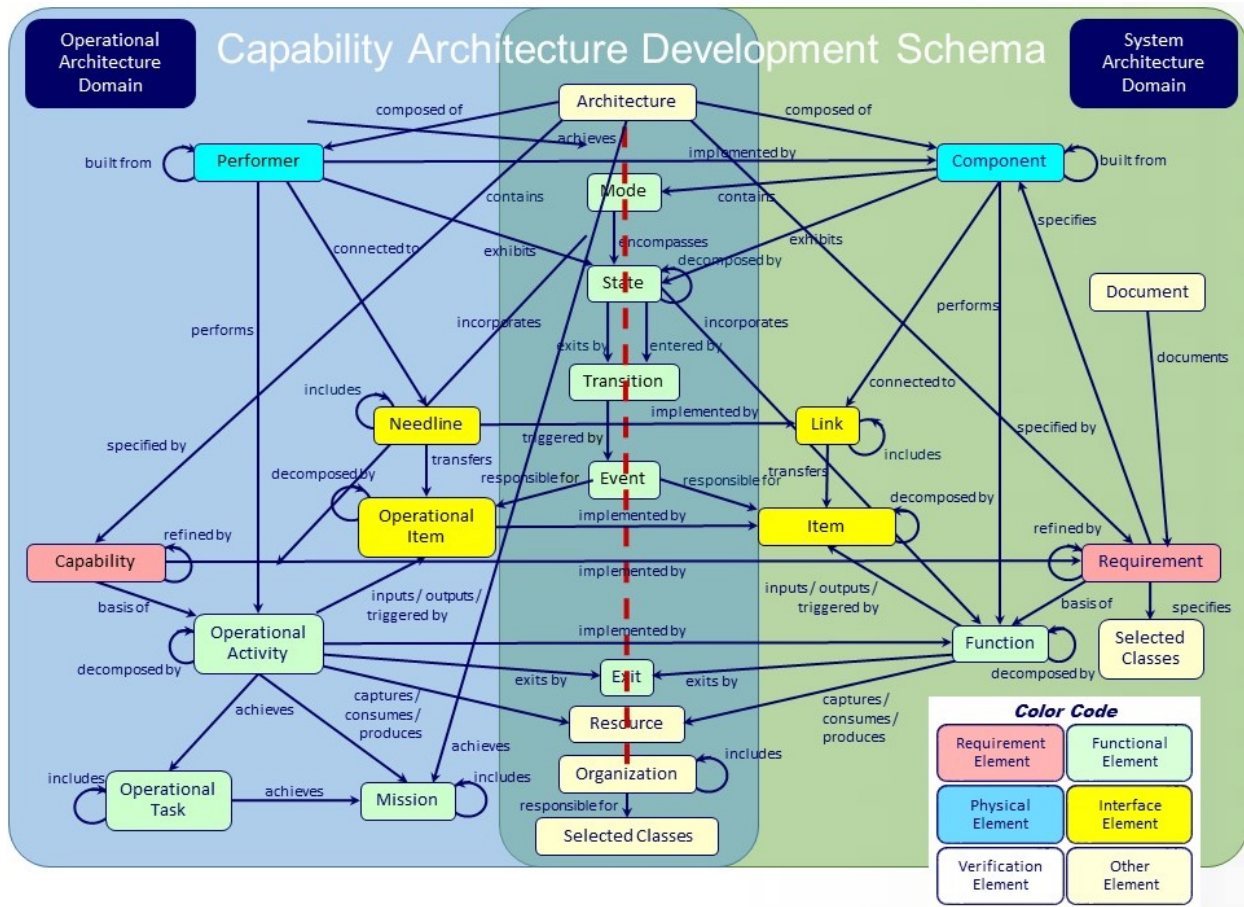 Operational
Architecture
Domain
Capability Architecture Development Schema
System
Architecture
Domain
Architecture
composed of
composed of
achieves
built from
Performer
implemented by
Component
built from
Mode
contains
contains
specifies
connected to
exhibits
encompasses
exhibits
decomposed by
State
Document
performs
incorporates
incorporates
performs
exits by
entered by
documents
Transition
includes
connected to
Needline
implemented by
Link
specified by
triggered by
specified by
includes
decomposed by
transfers
responsible for
Event
responsible for
transfers
decomposed by
Operational
Item
implemented by
Item
refined by
refined by
Capability
implemented by
Requirement
basis of
inputs / outputs
/ triggered by
inputs / outputs
/ triggered by
basis of
specifies
Operational
Activity
implemented by
Function
Selected
Classes
decomposed by
exits by
Exit
exits by
decomposed by
achieves
captures /
consumes /
produces
Resource
captures /
consumes /
produces
achieves
includes
includes
Organization
includes
Operational
Task
achieves
Mission
responsible for
Selected Classes
Color Code
Requirement
Element
Functional
Element
Physical
Element
Interface
Element
Verification
Element
Other
Element